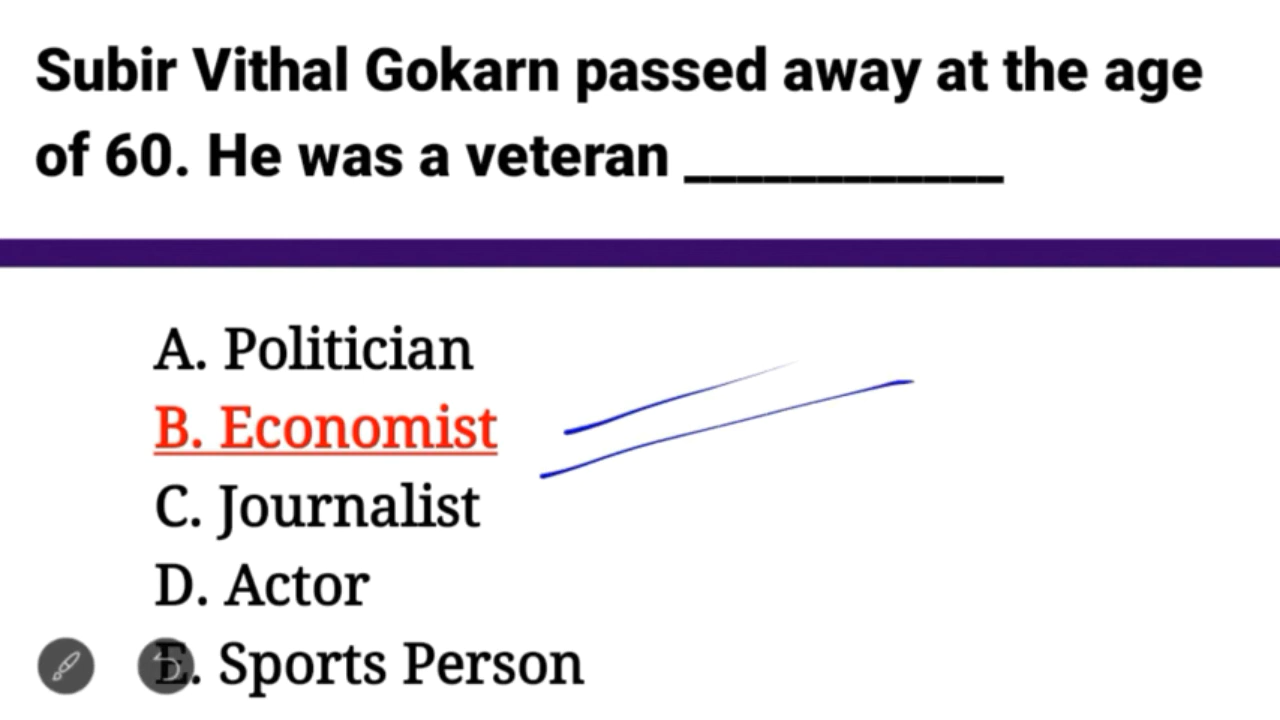 Subir Vithal Gokarn passed away at the age
of 60. He was a veteran ____________
A. Politician
B. Economist
C. Journalist
D. Actor
E. Sports Person